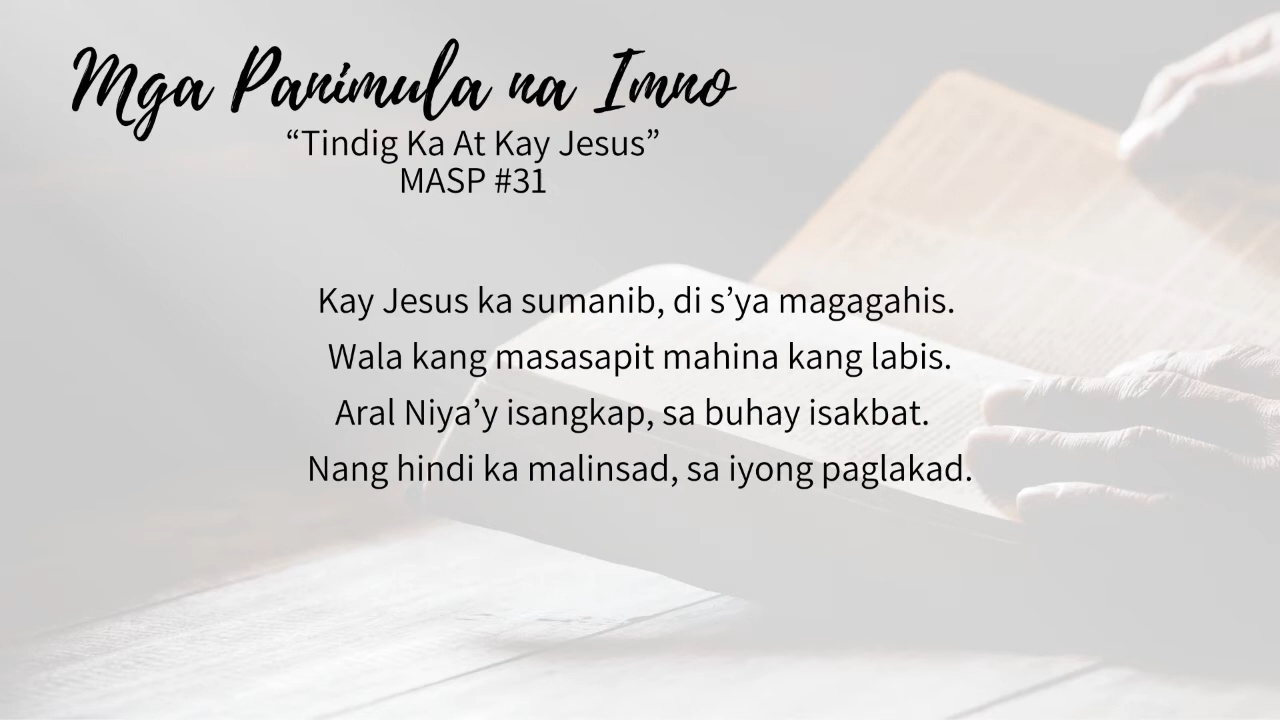 Mga Panimula na Imno
“Tindig Ka At Kay Jesus”
MASP #31
Kay Jesus ka sumanib, di s’ya magagahis.
Wala kang masasapit mahina kang labis.
Aral Niya’y isangkap, sa buhay isakbat.
Nang hindi ka malinsad, sa iyong paglakad.